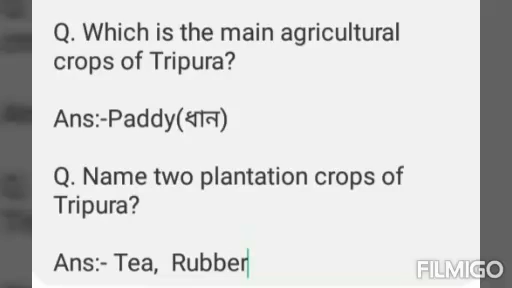 Q. Which is the main agricultural
crops of Tripura?
Ans:-Paddy(ধান)
Q. Name two plantation crops of
Tripura?
Ans:- Tea, Rubber
FILMIGO